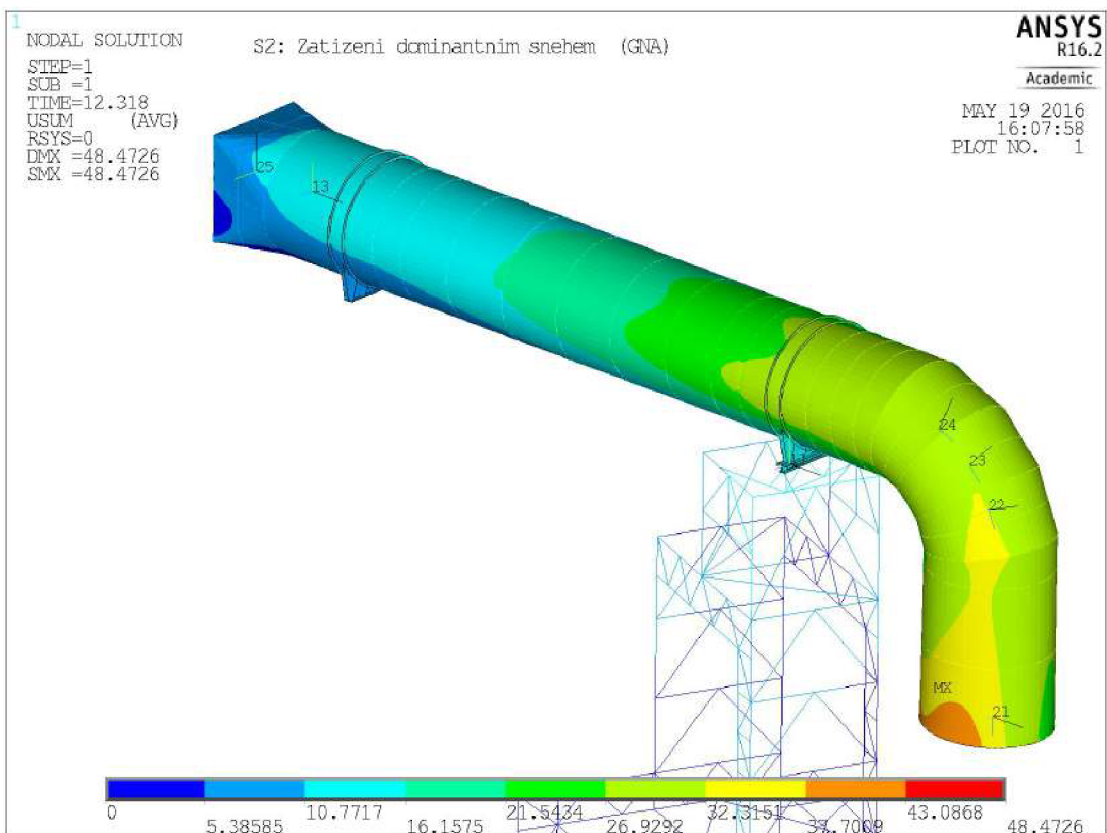 1
NODAL SOLUTION
STEP=1
SUB =1
TIME=12.318
USUM (AVG)
RSYS=0
DMX =48.4726
SMX =48.4726
S2: Zatizeni dominantnim snehem (GNA)
ANSYS
R16.2
Academic
MAY 19 2016
16:07:58
PLOT NO. 1
25
13
24
23
22
MX
21
0 10.7717 21.5434 32.3151 43.0868
5.38585 16.1575 26.9292 37.7009 48.4726